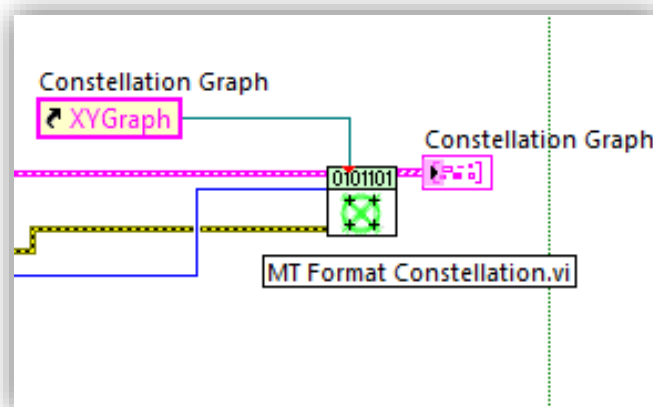 Constellation Graph
XYGraph
Constellation Graph
0101101
MT Format Constellation.vi